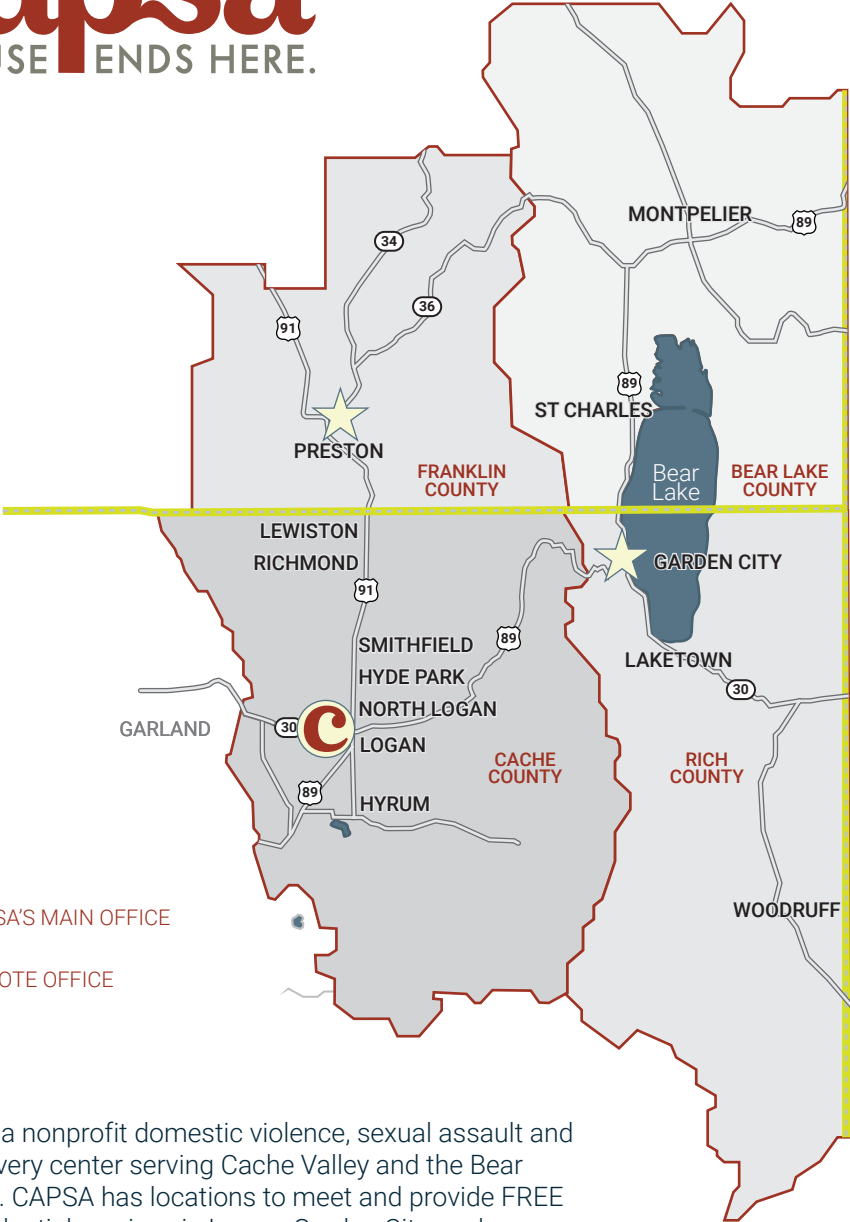 apsa
USE ENDS HERE.
MONTPELIER
89
34
36
91
89
ST CHARLES
PRESTON
FRANKLIN
COUNTY
Bear
Lake
BEAR LAKE
COUNTY
LEWISTON
RICHMOND
GARDEN CITY
91
89
SMITHFIELD
HYDE PARK
LAKETOWN
30
NORTH LOGAN
GARLAND
30
c
LOGAN
CACHE
COUNTY
RICH
COUNTY
89
HYRUM
WOODRUFF
SA'S MAIN OFFICE
OTE OFFICE
a nonprofit domestic violence, sexual assault and
very center serving Cache Valley and the Bear
. CAPSA has locations to meet and provide FREE